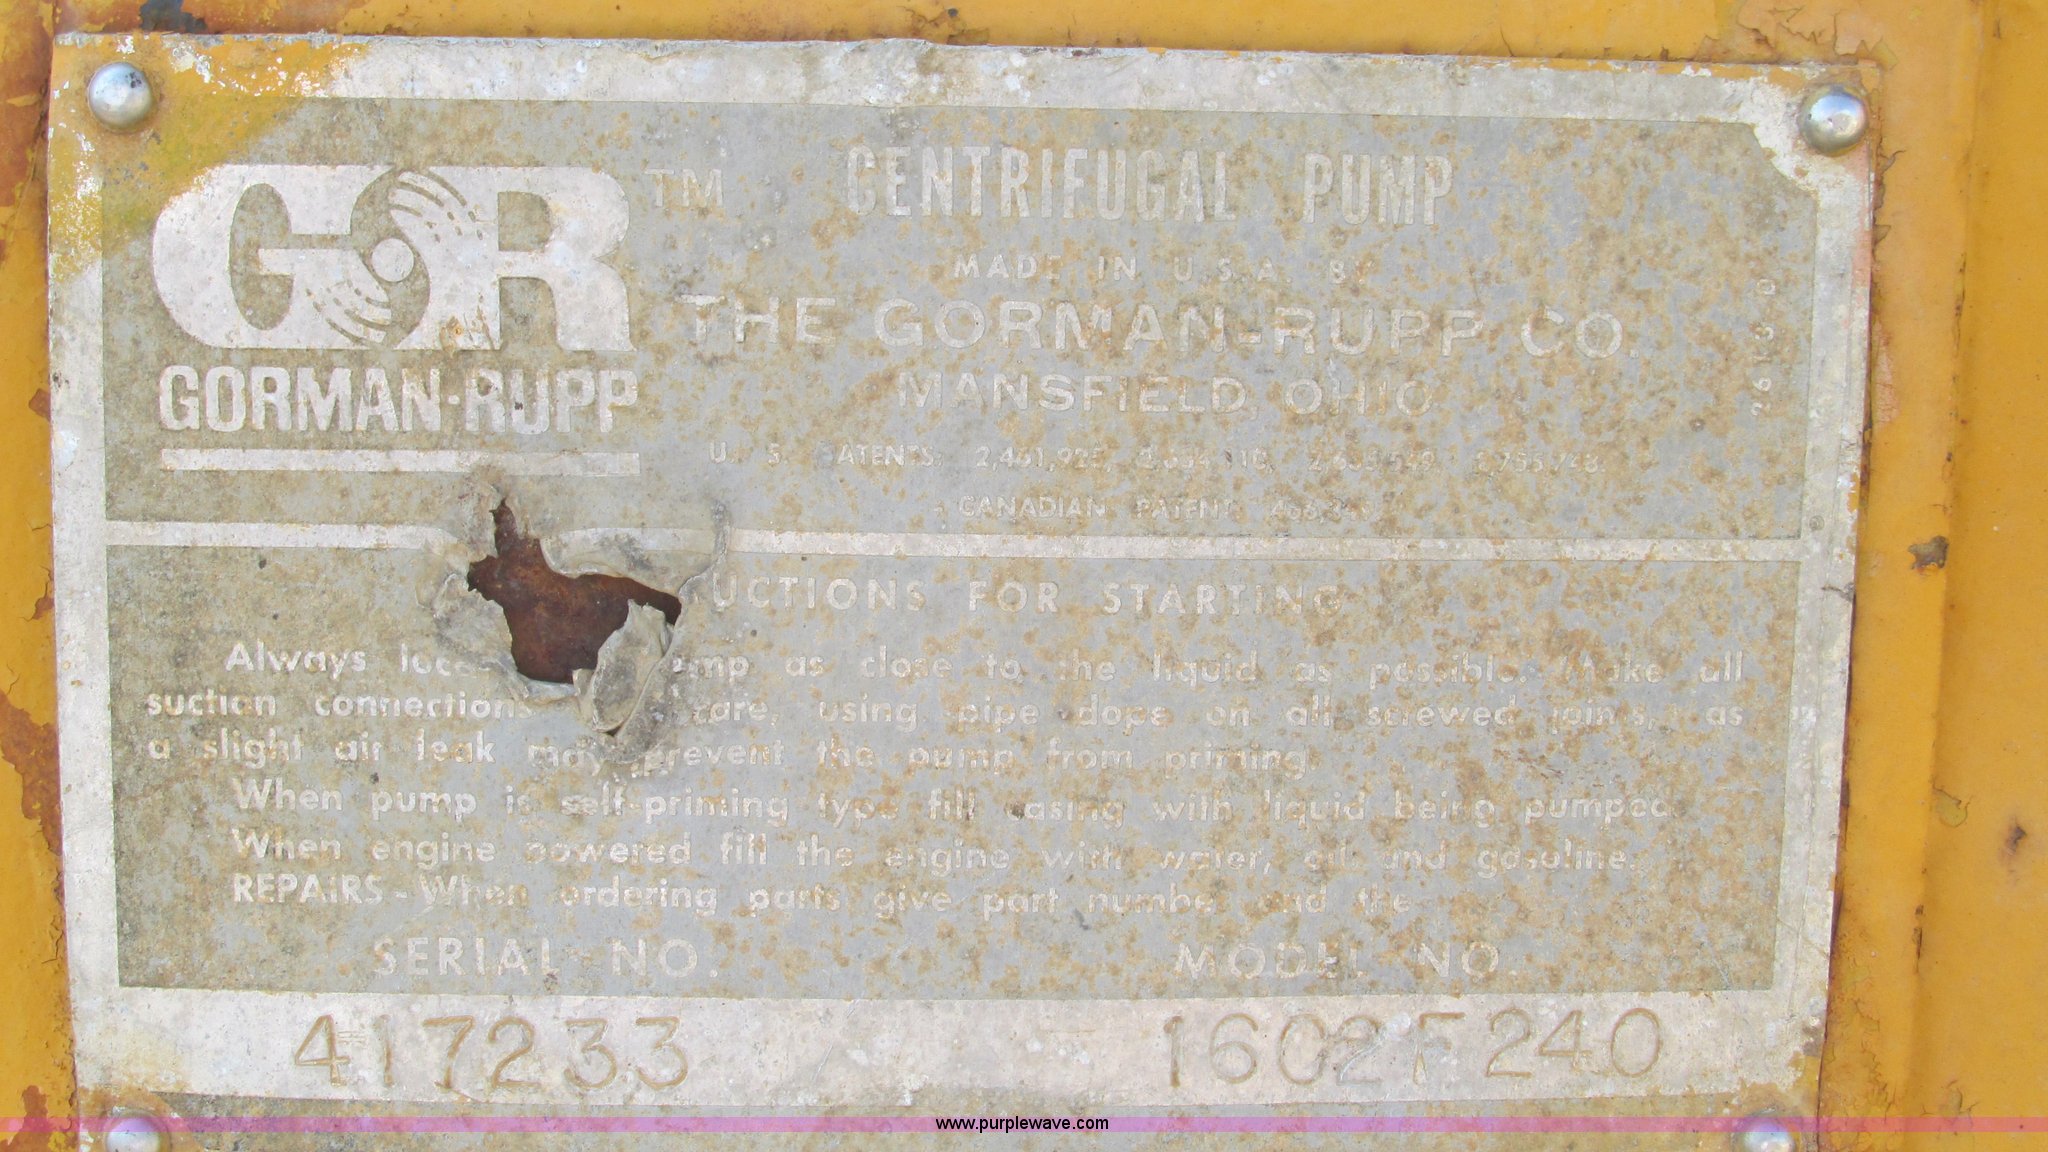 GR TM
GORMAN-RUPP
CENTRIFUGAL PUMP
MADE IN U.S.A. BY
THE GORMAN-RUPP CO.
MANSFIELD, OHIO
U. S. PATENTS:
CANADIAN PATENT
UCTIONS FOR STARTING
Always loc ump as close to the liquid as possible. Make all
suction connections care, using pipe dope on all screwed joints, as
a slight air leak may prevent the pump from priming.
When pump is self-priming type fill casing with liquid being pumped.
When engine powered fill the engine with water, oil and gasoline.
REPAIRS - When ordering parts give part number and the
SERIAL NO. MODEL NO.
417233 1602F240
www.purplewave.com